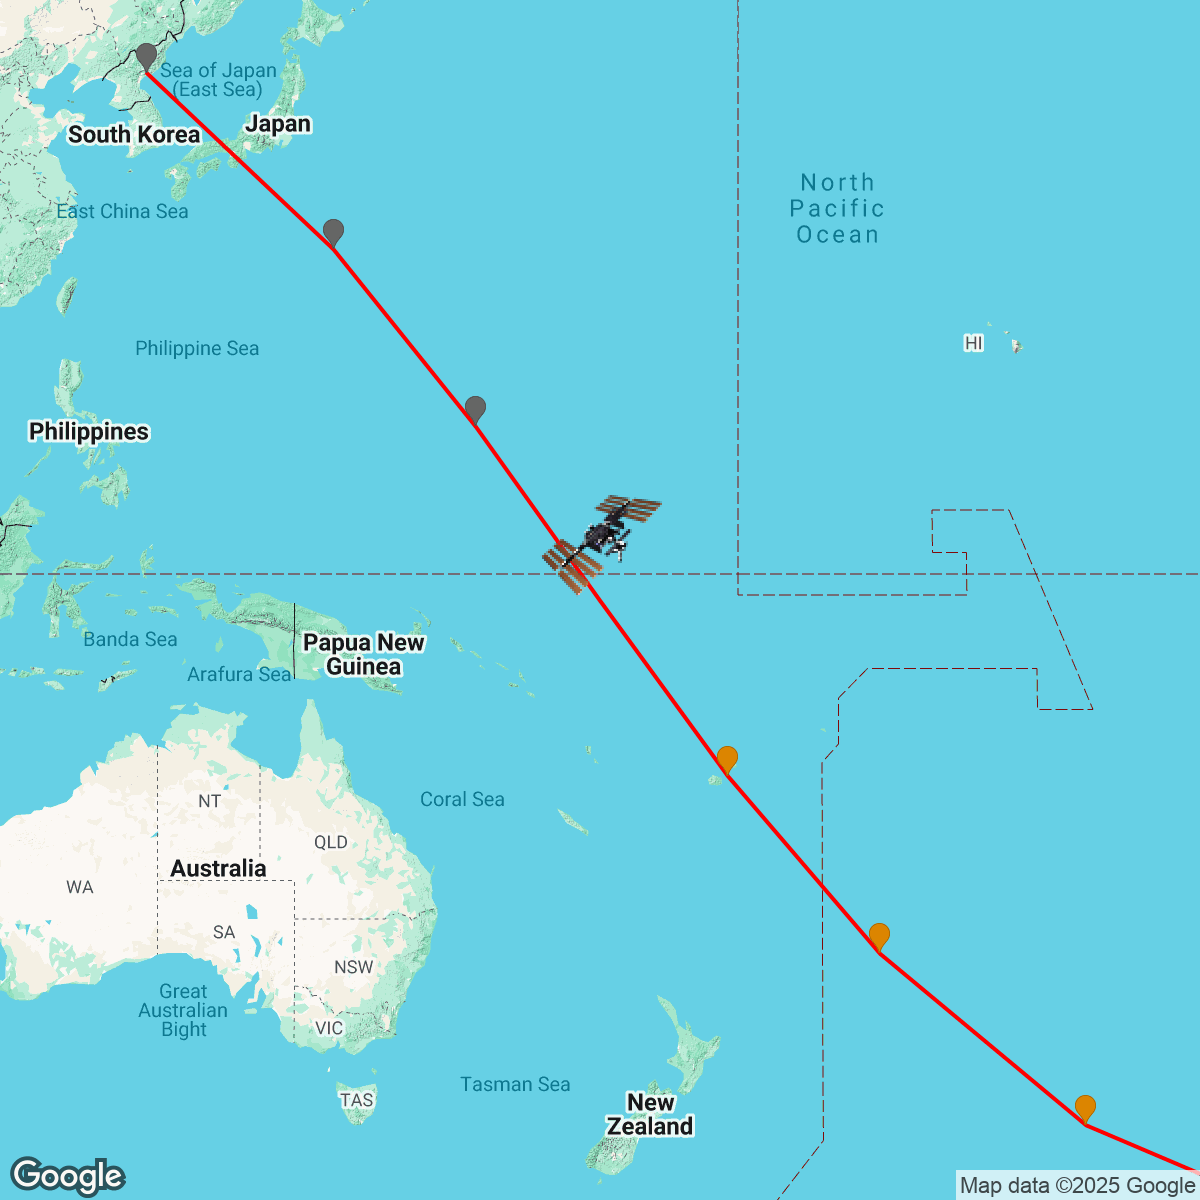 Sea of Japan
(East Sea)
Japan
South Korea
North
Pacific
Ocean
East China Sea
HI
Philippine Sea
Philippines
Banda Sea
Papua New
Guinea
Arafura Sea
NT
Coral Sea
QLD
Australia
WA
SA
NSW
Great
Australian
Bight
VIC
Tasman Sea
TAS
New
Zealand
Google
Map data ©2025 Google